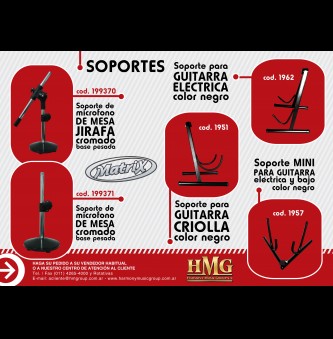 SOPORTES
cod. 199370
Soporte de
micrófono
DE MESA
JIRAFA
cromado
base pesada
Matrix
cod. 199371
Soporte de
micrófono
DE MESA
cromado
base pesada
Soporte para
GUITARRA
ELECTRICA
color negro
cod. 1962
cod. 1951
Soporte para
GUITARRA
CRIOLLA
color negro
Soporte MINI
PARA GUITARRA
electrica y bajo
color negro
cod. 1957
HAGA SU PEDIDO A SU VENDEDOR HABITUAL
O A NUESTRO CENTRO DE ATENCIÓN AL CLIENTE
HMG